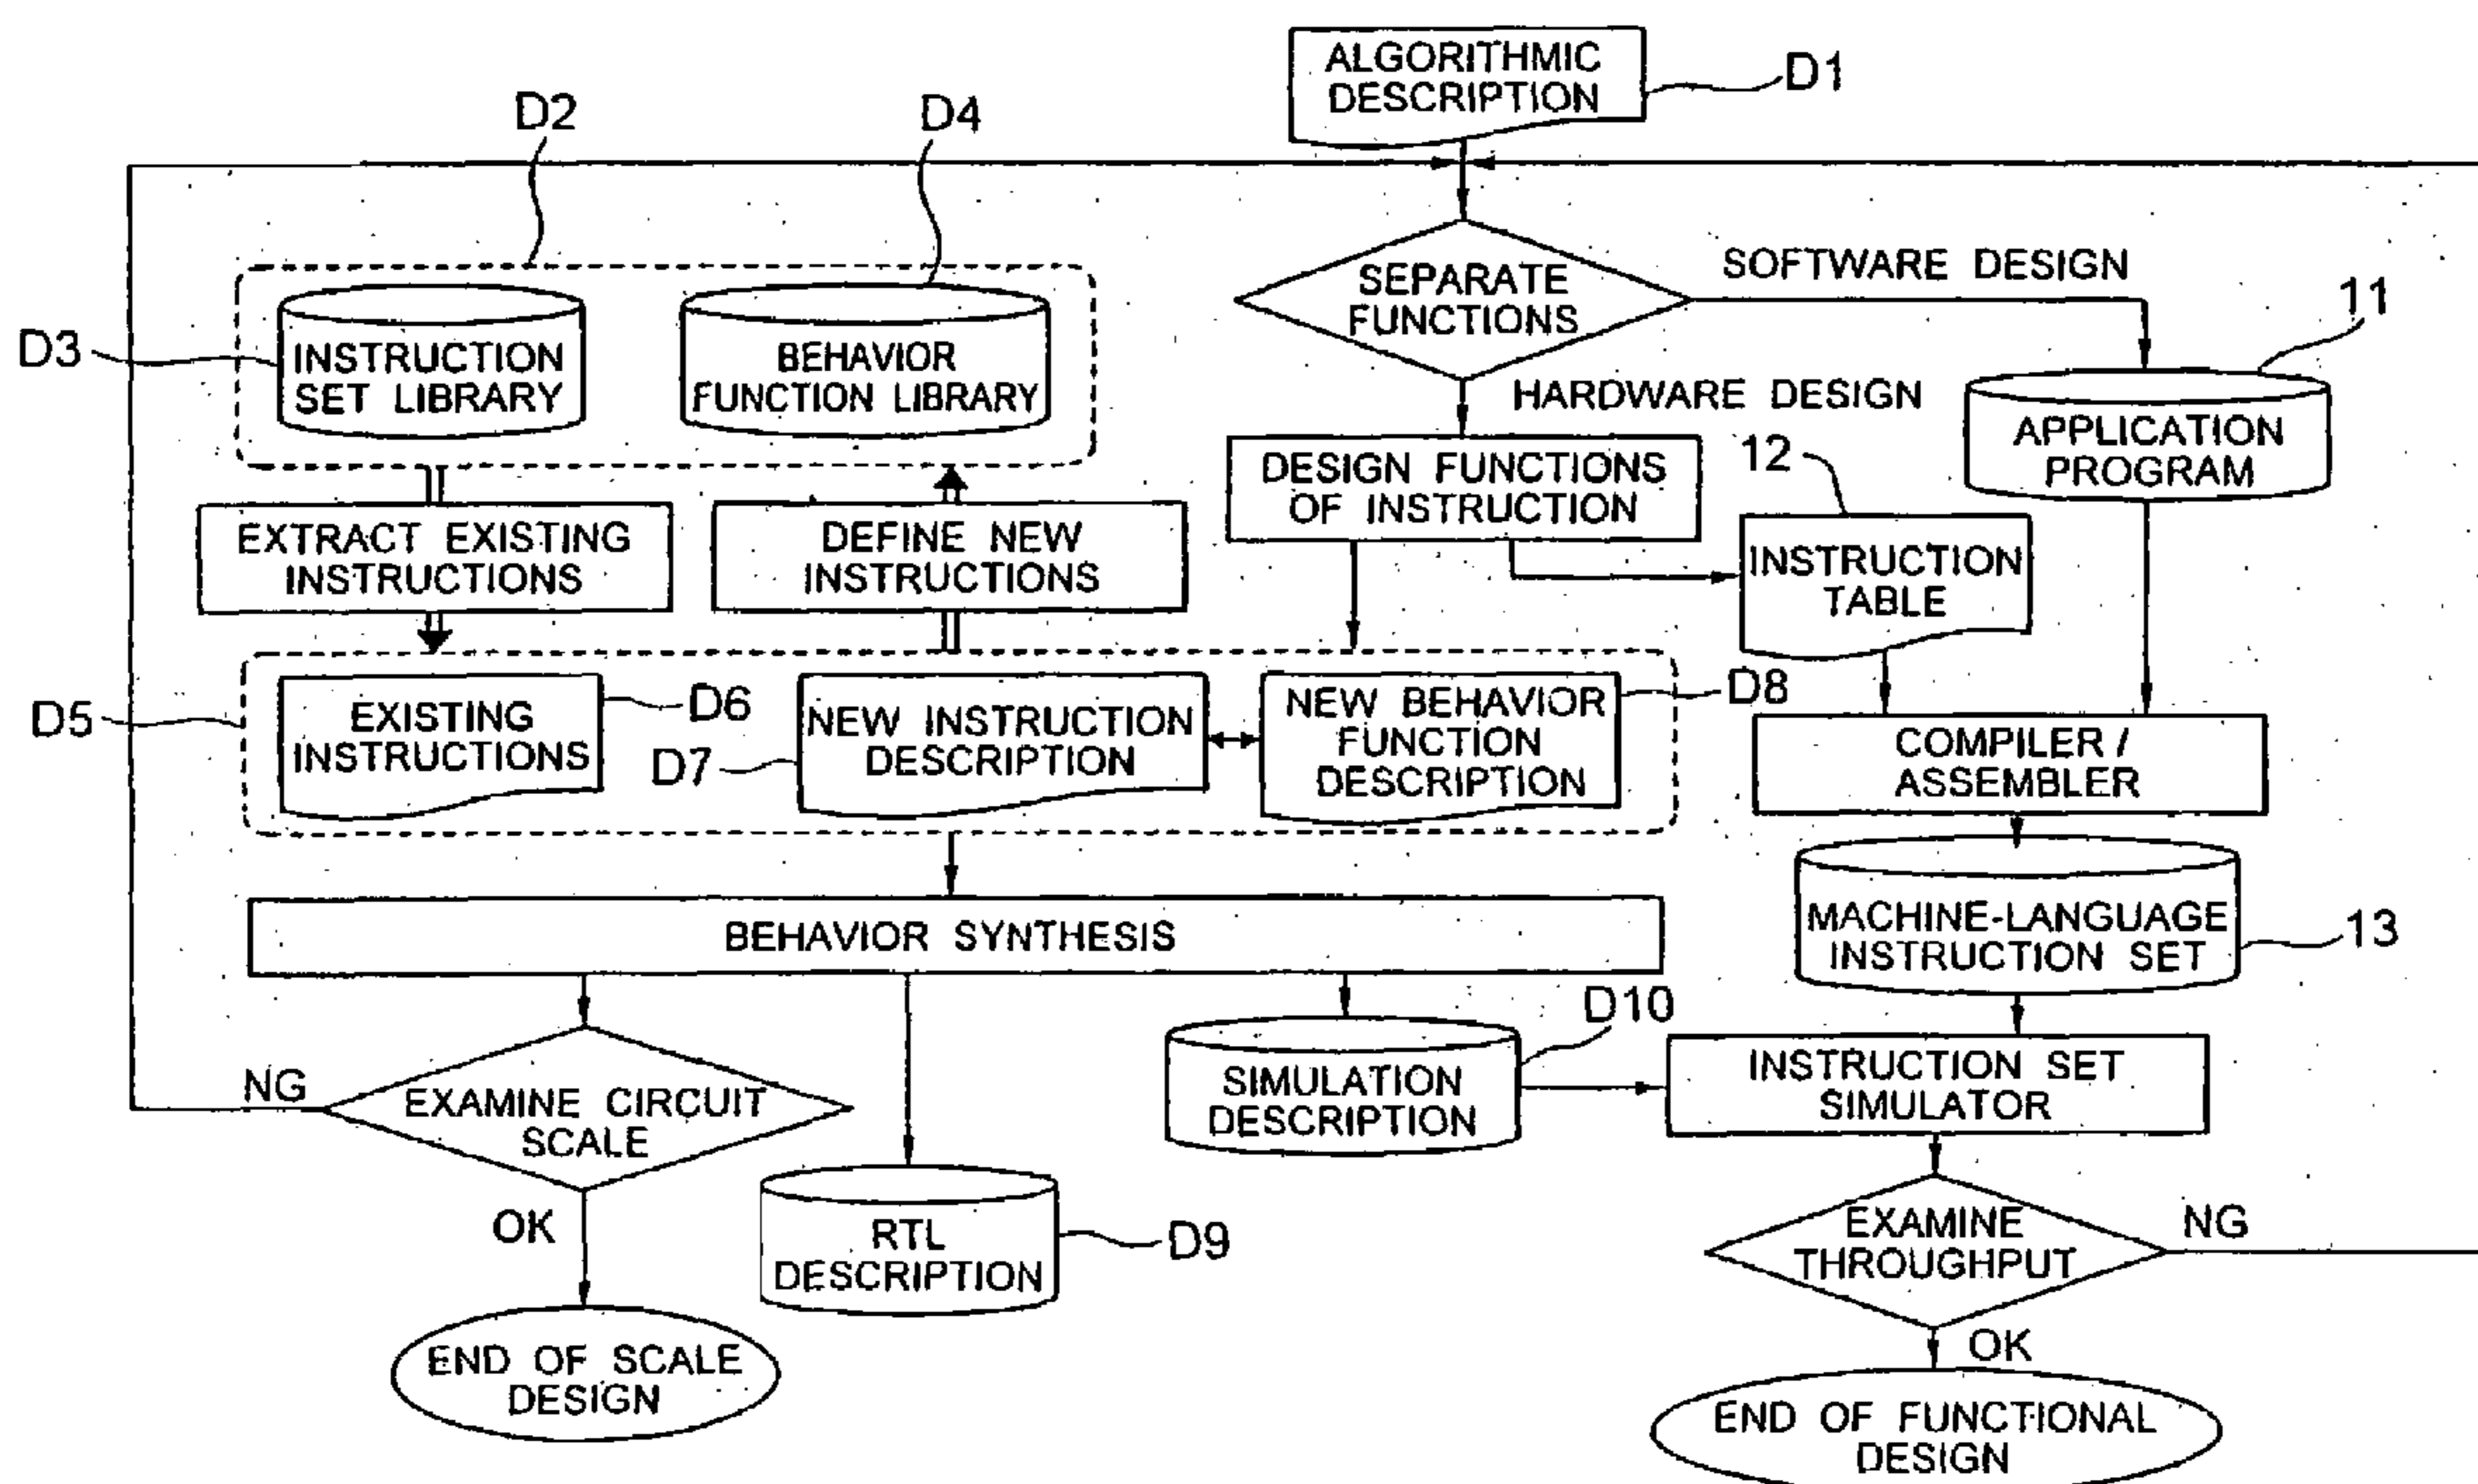 ALGORITHMIC
DESCRIPTION
D1
D2
D4
SEPARATE
FUNCTIONS
SOFTWARE DESIGN
11
D3
INSTRUCTION
SET LIBRARY
BEHAVIOR
FUNCTION LIBRARY
HARDWARE DESIGN
APPLICATION
PROGRAM
DESIGN FUNCTIONS
OF INSTRUCTION
12
EXTRACT EXISTING
INSTRUCTIONS
DEFINE NEW
INSTRUCTIONS
INSTRUCTION
TABLE
D5
EXISTING
INSTRUCTIONS
D6
D7
NEW INSTRUCTION
DESCRIPTION
NEW BEHAVIOR
FUNCTION
DESCRIPTION
D8
COMPILER /
ASSEMBLER
BEHAVIOR SYNTHESIS
MACHINE-LANGUAGE
INSTRUCTION SET
13
D10
NG
EXAMINE CIRCUIT
SCALE
SIMULATION
DESCRIPTION
INSTRUCTION SET
SIMULATOR
OK
RTL
DESCRIPTION
D9
EXAMINE
THROUGHPUT
NG
END OF SCALE
DESIGN
OK
END OF FUNCTIONAL
DESIGN